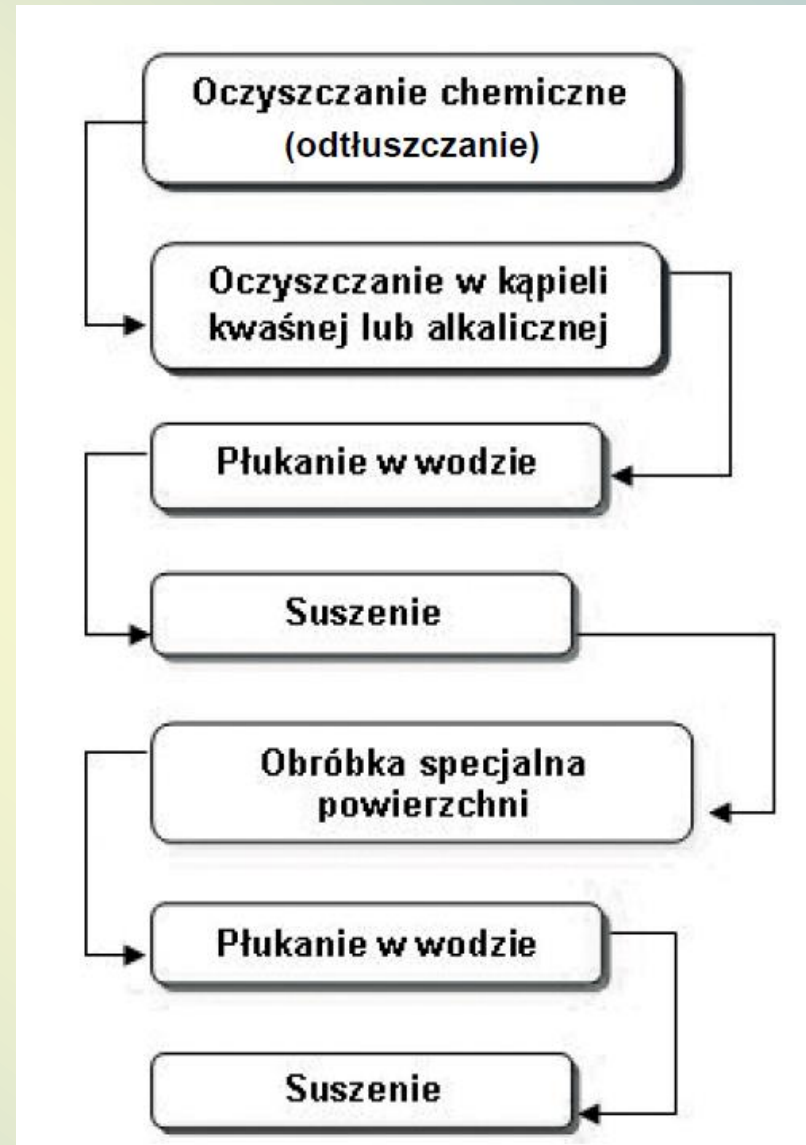 Oczyszczanie chemiczne
(odtłuszczanie)
Oczyszczanie w kąpieli
kwaśnej lub alkalicznej
Płukanie w wodzie
Suszenie
Obróbka specjalna
powierzchni
Płukanie w wodzie
Suszenie